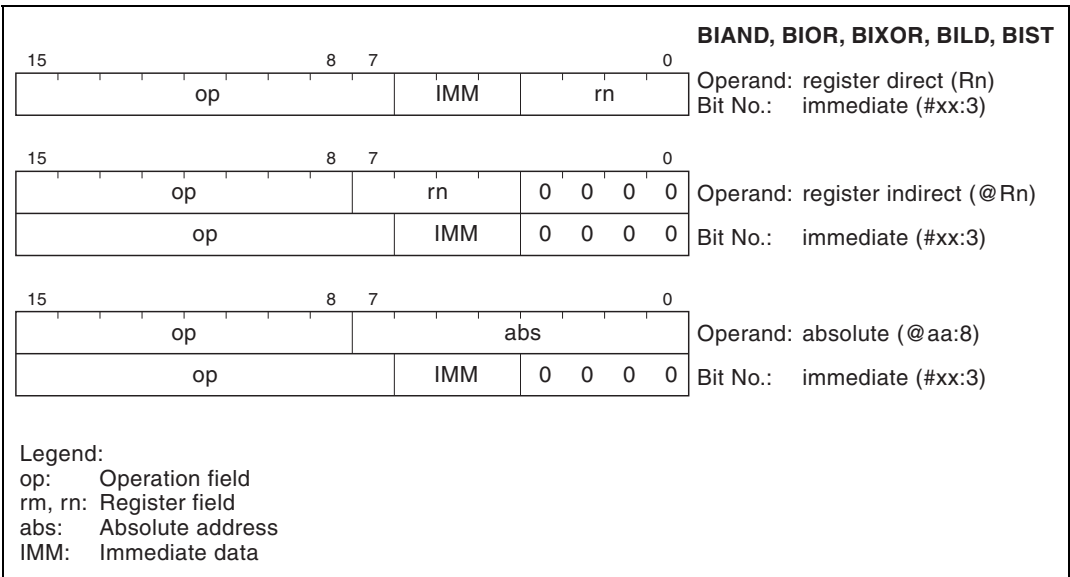 BIAND, BIOR, BIXOR, BILD, BIST
15 8 7 0
op IMM rn
Operand: register direct (Rn)
Bit No.: immediate (#xx:3)
15 8 7 0
op rn 0 0 0 0 Operand: register indirect (@Rn)
op IMM 0 0 0 0 Bit No.: immediate (#xx:3)
15 8 7 0
op abs Operand: absolute (@aa:8)
op IMM 0 0 0 0 Bit No.: immediate (#xx:3)
Legend:
op: Operation field
rm, rn: Register field
abs: Absolute address
IMM: Immediate data